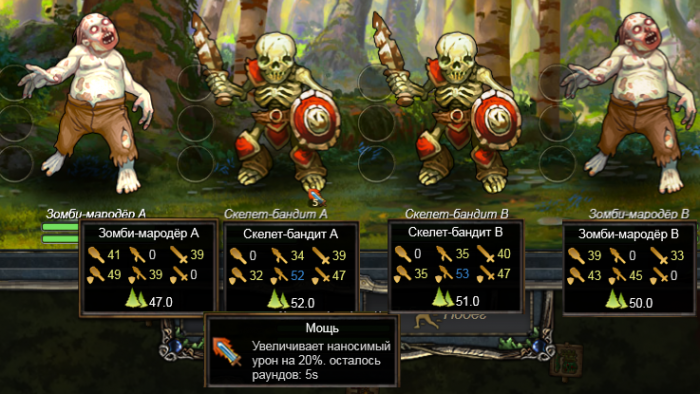 5
Зомби-мародёр A
Скелет-бандит A
Скелет-бандит B
Зомби-мародёр B
Зомби-мародёр A
41 0 39
49 39 0
47.0
Скелет-бандит A
0 34 39
32 52 47
52.0
Скелет-бандит B
0 35 40
35 53 47
51.0
Зомби-мародёр B
39 0 33
43 45 0
50.0
Побег
Мощь
Увеличивает наносимый
урон на 20%. осталось
раундов: 5s